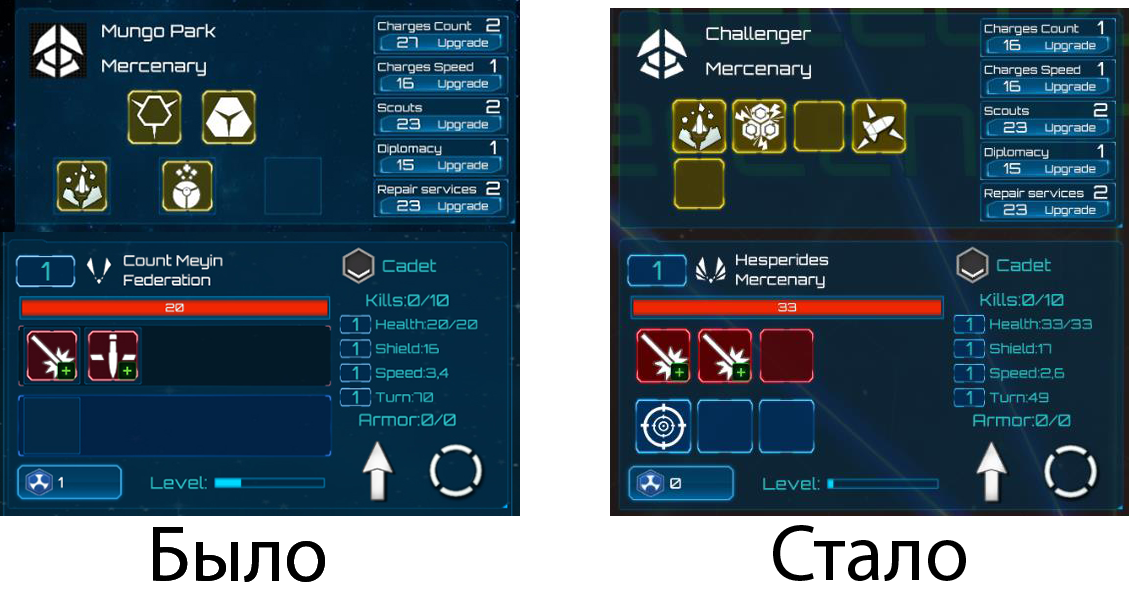 Mungo Park
Mercenary
Charges Count 2
27 Upgrade
Charges Speed 1
16 Upgrade
Scouts 2
23 Upgrade
Diplomacy 1
15 Upgrade
Repair services 2
23 Upgrade
1
Count Meyin
Federation
Cadet
20
Kills:0/10
1 Health:20/20
1 Shield:16
1 Speed:3,4
1 Turn:70
Armor:0/0
1
Level:
Было
Challenger
Mercenary
Charges Count 1
16 Upgrade
Charges Speed 1
16 Upgrade
Scouts 2
23 Upgrade
Diplomacy 1
15 Upgrade
Repair services 2
23 Upgrade
1
Hesperides
Mercenary
Cadet
33
Kills:0/10
1 Health:33/33
1 Shield:17
1 Speed:2,6
1 Turn:49
Armor:0/0
0
Level:
Стало